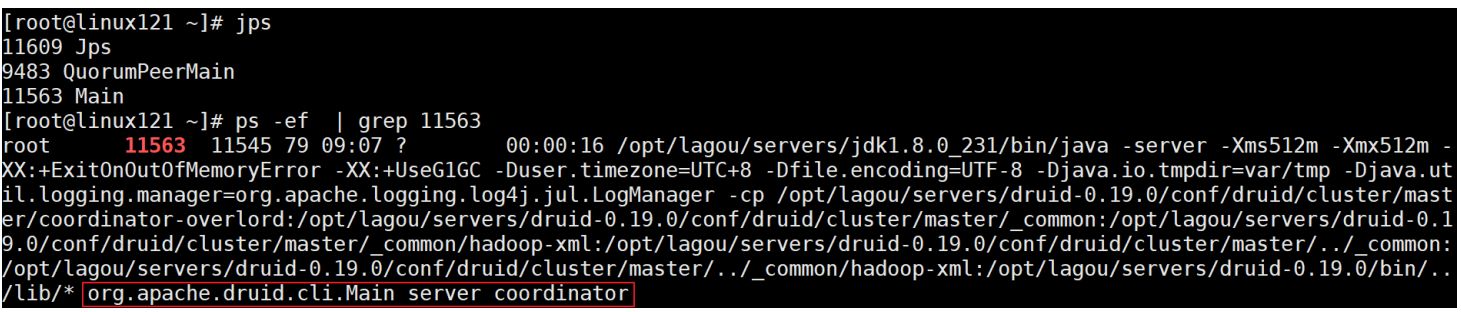 [root@linux121 ~]# jps
11609 Jps
9483 QuorumPeerMain
11563 Main
[root@linux121 ~]# ps -ef  | grep 11563
root      11563  11545 79 09:07 ?        00:00:16 /opt/lagou/servers/jdk1.8.0_231/bin/java -server -Xms512m -Xmx512m -
XX:+ExitOnOutOfMemoryError -XX:+UseG1GC -Duser.timezone=UTC+8 -Dfile.encoding=UTF-8 -Djava.io.tmpdir=var/tmp -Djava.ut
il.logging.manager=org.apache.logging.log4j.jul.LogManager -cp /opt/lagou/servers/druid-0.19.0/conf/druid/cluster/mast
er/coordinator-overlord:/opt/lagou/servers/druid-0.19.0/conf/druid/cluster/master/_common:/opt/lagou/servers/druid-0.1
9.0/conf/druid/cluster/master/_common/hadoop-xml:/opt/lagou/servers/druid-0.19.0/conf/druid/cluster/master/../_common:
/opt/lagou/servers/druid-0.19.0/conf/druid/cluster/master/../_common/hadoop-xml:/opt/lagou/servers/druid-0.19.0/bin/..
/lib/* org.apache.druid.cli.Main server coordinator